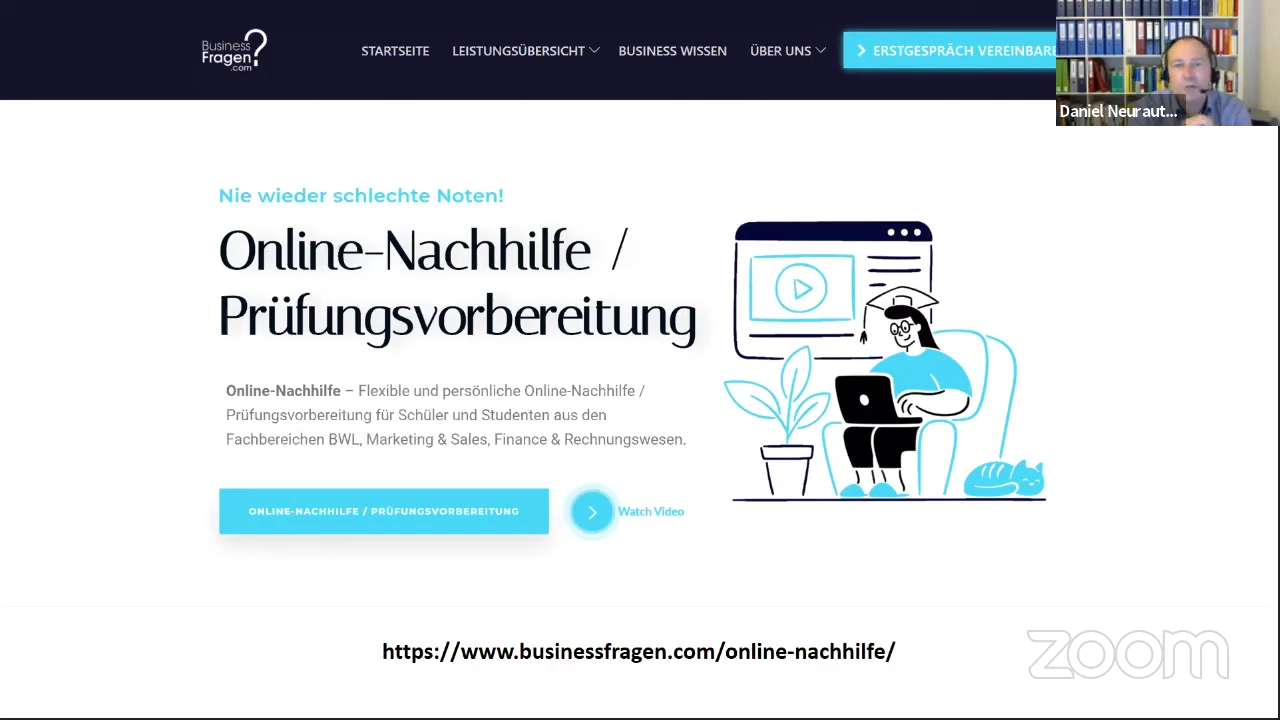 Business
Fragen
.com
?
STARTSEITE
LEISTUNGSÜBERSICHT
BUSINESS WISSEN
ÜBER UNS
ERSTGESPRÄCH VEREINBARE
Daniel Neuraut...
Nie wieder schlechte Noten!
Online-Nachhilfe /
Prüfungsvorbereitung
Online-Nachhilfe – Flexible und persönliche Online-Nachhilfe /
Prüfungsvorbereitung für Schüler und Studenten aus den
Fachbereichen BWL, Marketing & Sales, Finance & Rechnungswesen.
ONLINE-NACHHILFE / PRÜFUNGSVORBEREITUNG
Watch Video
https://www.businessfragen.com/online-nachhilfe/
zoom